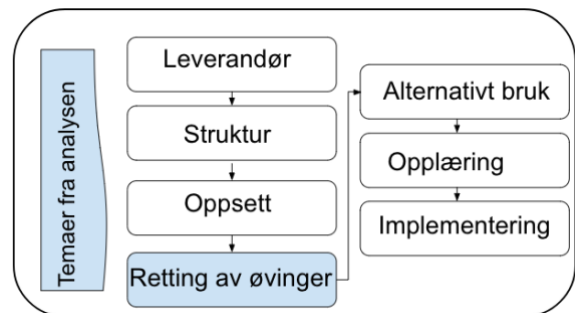 Temaer fra analysen
Leverandør
Struktur
Oppsett
Retting av øvinger
Alternativt bruk
Opplæring
Implementering